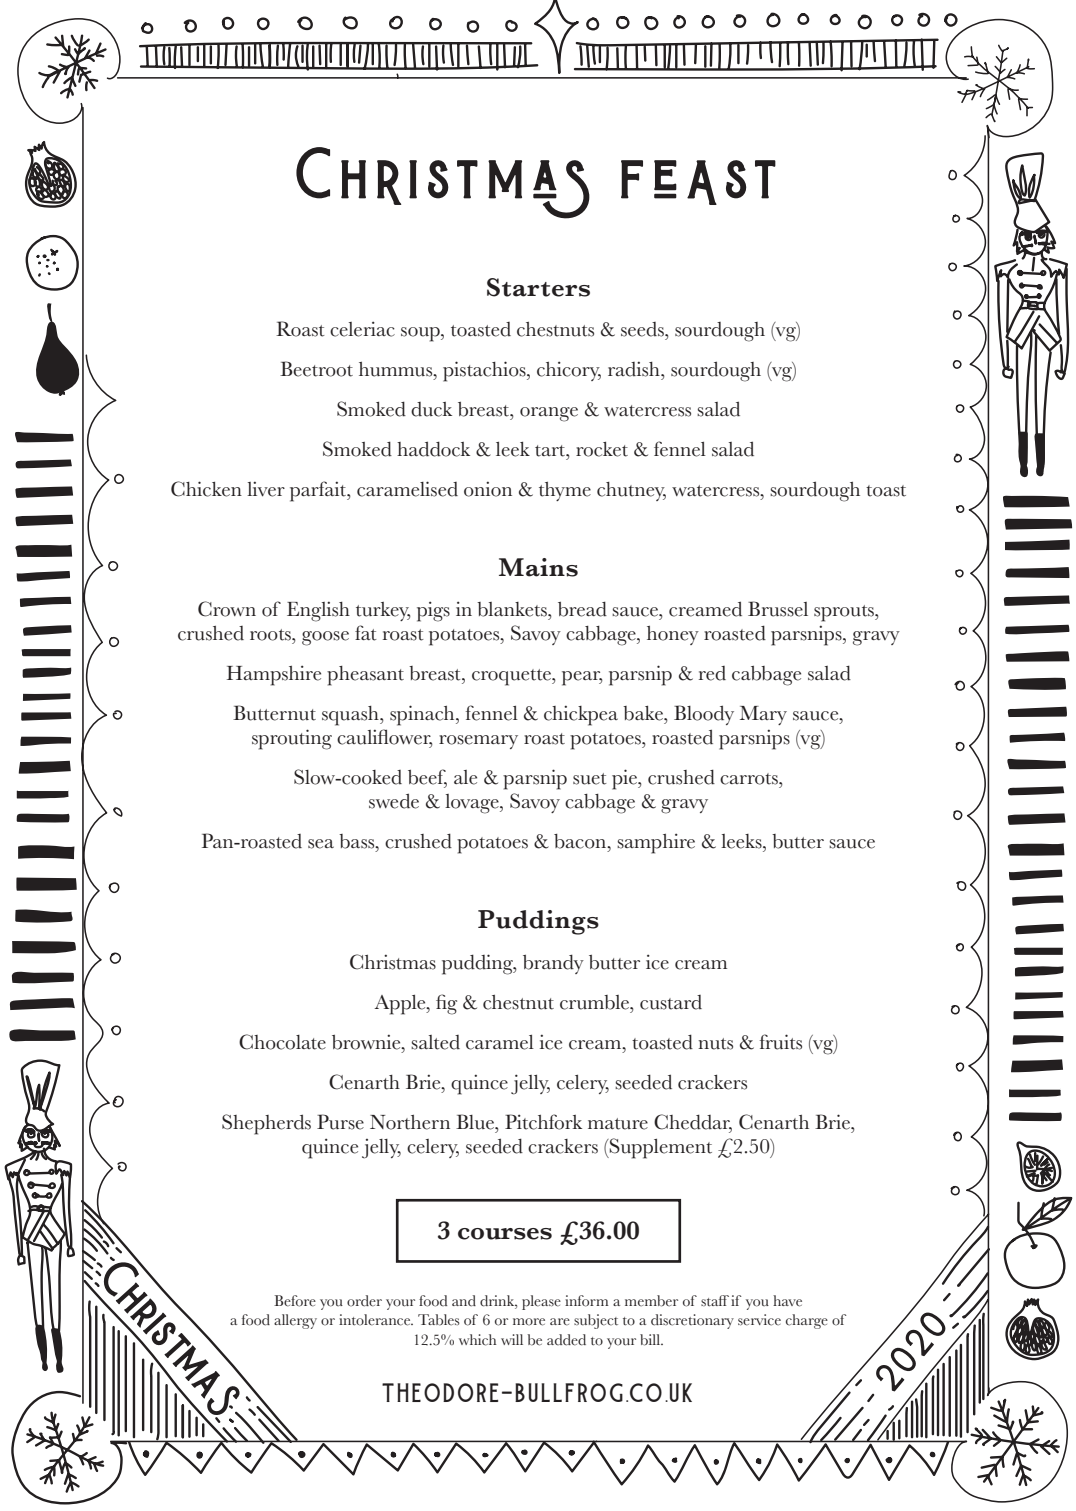 CHRISTMAS FEAST
Starters
Roast celeriac soup, toasted chestnuts & seeds, sourdough (vg)
Beetroot hummus, pistachios, chicory, radish, sourdough (vg)
Smoked duck breast, orange & watercress salad
Smoked haddock & leek tart, rocket & fennel salad
Chicken liver parfait, caramelised onion & thyme chutney, watercress, sourdough toast
Mains
Crown of English turkey, pigs in blankets, bread sauce, creamed Brussel sprouts,
crushed roots, goose fat roast potatoes, Savoy cabbage, honey roasted parsnips, gravy
Hampshire pheasant breast, croquette, pear, parsnip & red cabbage salad
Butternut squash, spinach, fennel & chickpea bake, Bloody Mary sauce,
sprouting cauliflower, rosemary roast potatoes, roasted parsnips (vg)
Slow-cooked beef, ale & parsnip suet pie, crushed carrots,
swede & lovage, Savoy cabbage & gravy
Pan-roasted sea bass, crushed potatoes & bacon, samphire & leeks, butter sauce
Puddings
Christmas pudding, brandy butter ice cream
Apple, fig & chestnut crumble, custard
Chocolate brownie, salted caramel ice cream, toasted nuts & fruits (vg)
Cenarth Brie, quince jelly, celery, seeded crackers
Shepherds Purse Northern Blue, Pitchfork mature Cheddar, Cenarth Brie,
quince jelly, celery, seeded crackers (Supplement £2.50)
3 courses £36.00
Before you order your food and drink, please inform a member of staff if you have
a food allergy or intolerance. Tables of 6 or more are subject to a discretionary service charge of
12.5% which will be added to your bill.
THEODORE-BULLFROG.CO.UK
CHRISTMAS
2020